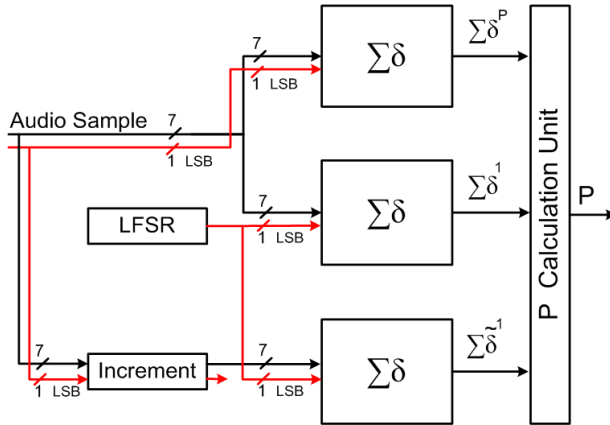 7
1 LSB
∑δ
∑δ^P
Audio Sample
7
1 LSB
7
LFSR
1 LSB
∑δ
∑δ^1
P Calculation Unit
P
7
1 LSB
Increment
7
1 LSB
∑δ
∑δ̃^1